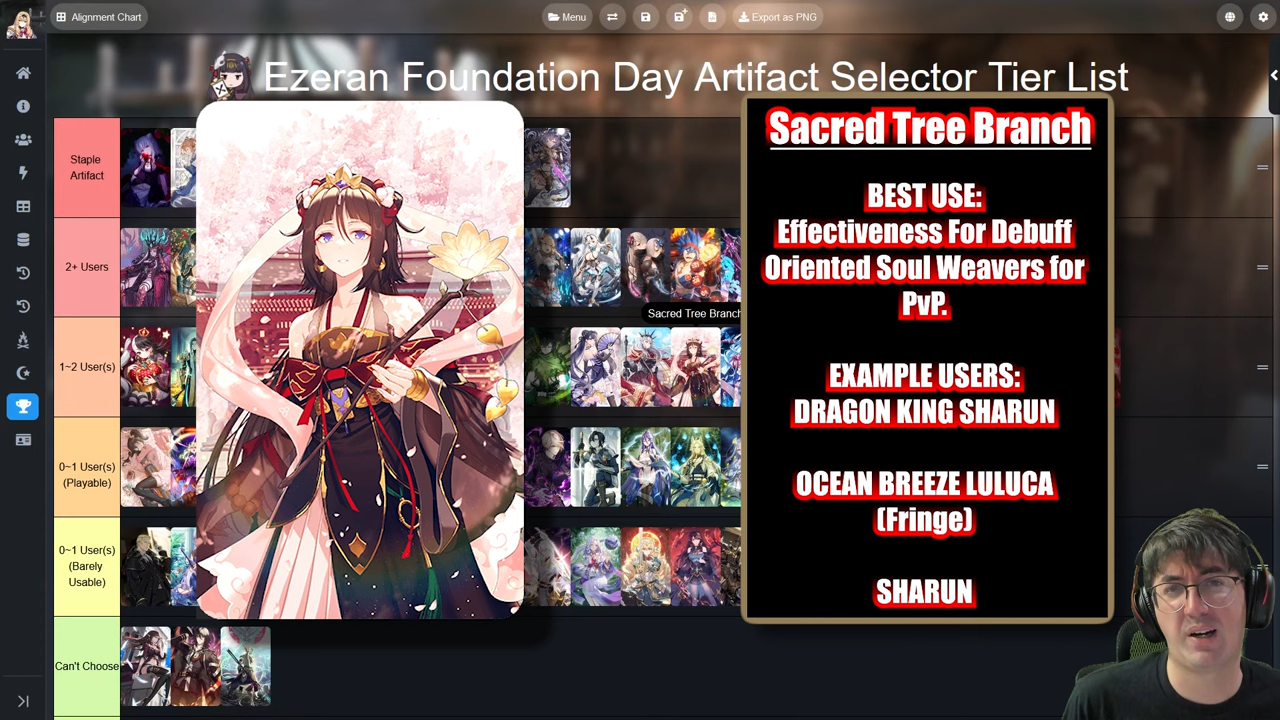 Alignment Chart
Menu
Export as PNG
Ezeran Foundation Day Artifact Selector Tier List
Staple
Artifact
2+ Users
1~2 User(s)
0~1 User(s)
(Playable)
0~1 User(s)
(Barely
Usable)
Can't Choose
Sacred Tree Branch
Sacred Tree Branch
BEST USE:
Effectiveness For Debuff
Oriented Soul Weavers for
PvP.
EXAMPLE USERS:
DRAGON KING SHARUN
OCEAN BREEZE LULUCA
(Fringe)
SHARUN